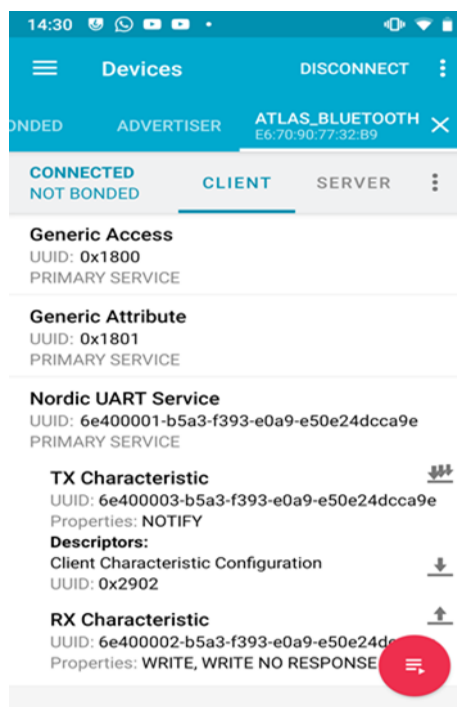 14:30
Devices
DISCONNECT
ONDED
ADVERTISER
ATLAS_BLUETOOTH
E6:70:90:77:32:B9
CONNECTED
NOT BONDED
CLIENT
SERVER
Generic Access
UUID: 0x1800
PRIMARY SERVICE
Generic Attribute
UUID: 0x1801
PRIMARY SERVICE
Nordic UART Service
UUID: 6e400001-b5a3-f393-e0a9-e50e24dcca9e
PRIMARY SERVICE
TX Characteristic
UUID: 6e400003-b5a3-f393-e0a9-e50e24dcca9e
Properties: NOTIFY
Descriptors:
Client Characteristic Configuration
UUID: 0x2902
RX Characteristic
UUID: 6e400002-b5a3-f393-e0a9-e50e24d
Properties: WRITE, WRITE NO RESPONSE